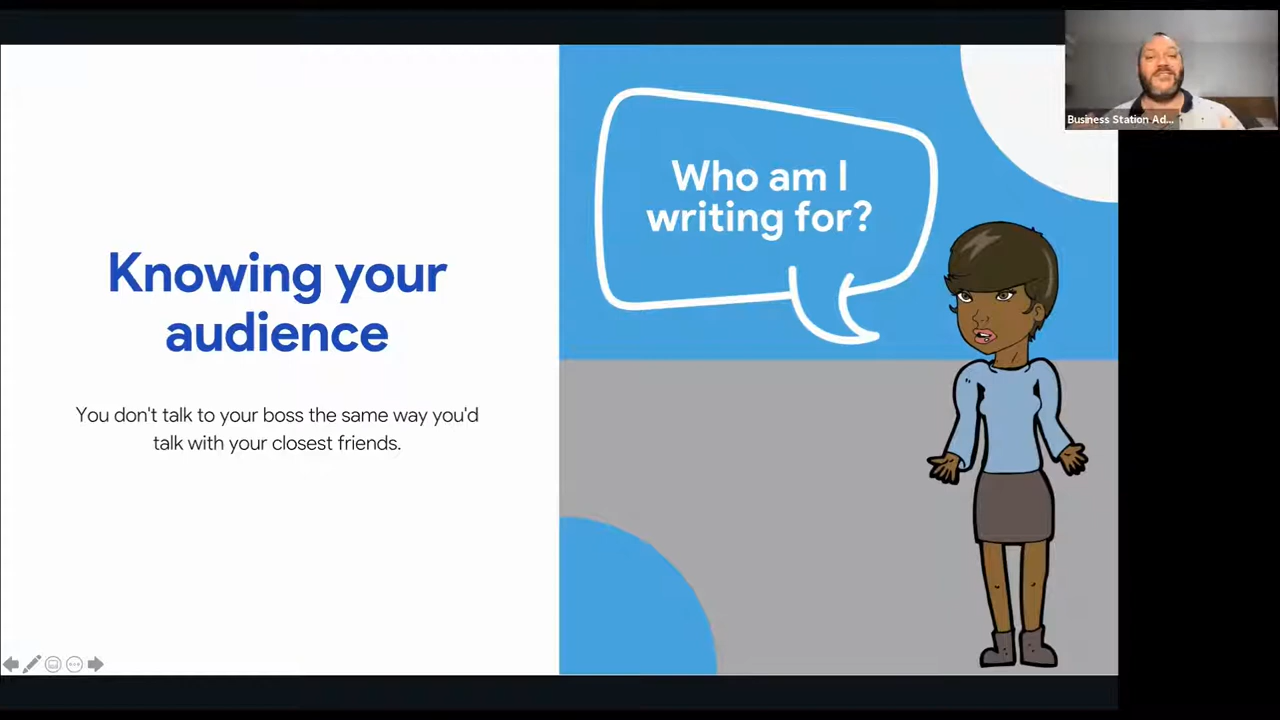 Knowing your
audience
You don't talk to your boss the same way you'd
talk with your closest friends.
Who am I
writing for?
Business Station Ad...